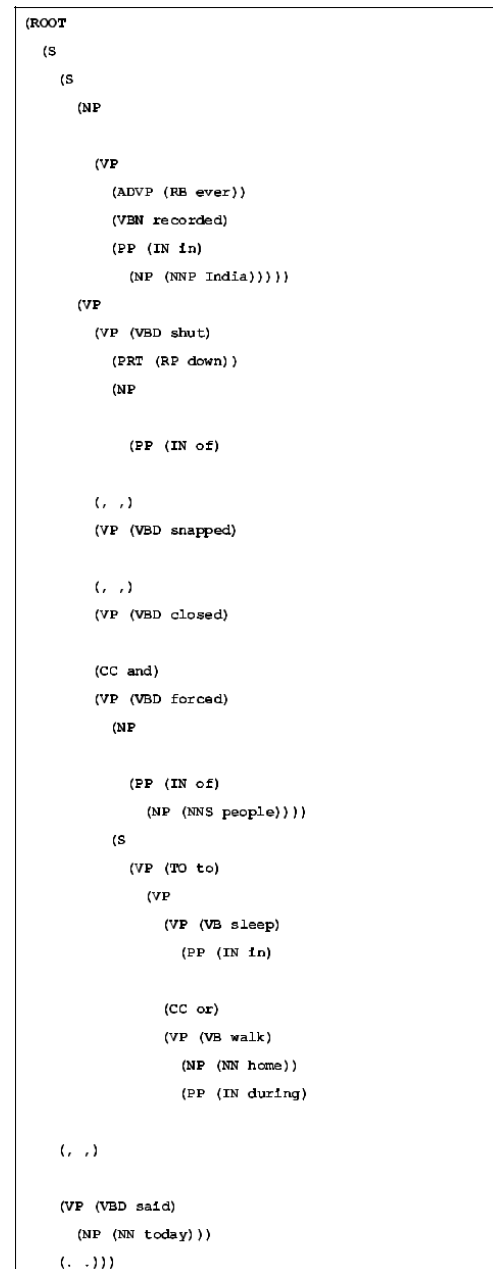 (ROOT
(S
(S
(NP
(VP
(ADVP (RB ever))
(VBN recorded)
(PP (IN in)
(NP (NNP India)))))
(VP
(VP (VBD shut)
(PRT (RP down))
(NP
(PP (IN of)
(, ,)
(VP (VBD snapped)
(, ,)
(VP (VBD closed)
(CC and)
(VP (VBD forced)
(NP
(PP (IN of)
(NP (NNS people))))
(S
(VP (TO to)
(VP
(VP (VB sleep)
(PP (IN in)
(CC or)
(VP (VB walk)
(NP (NN home))
(PP (IN during)
(, ,)
(VP (VBD said)
(NP (NN today)))
(. .)))